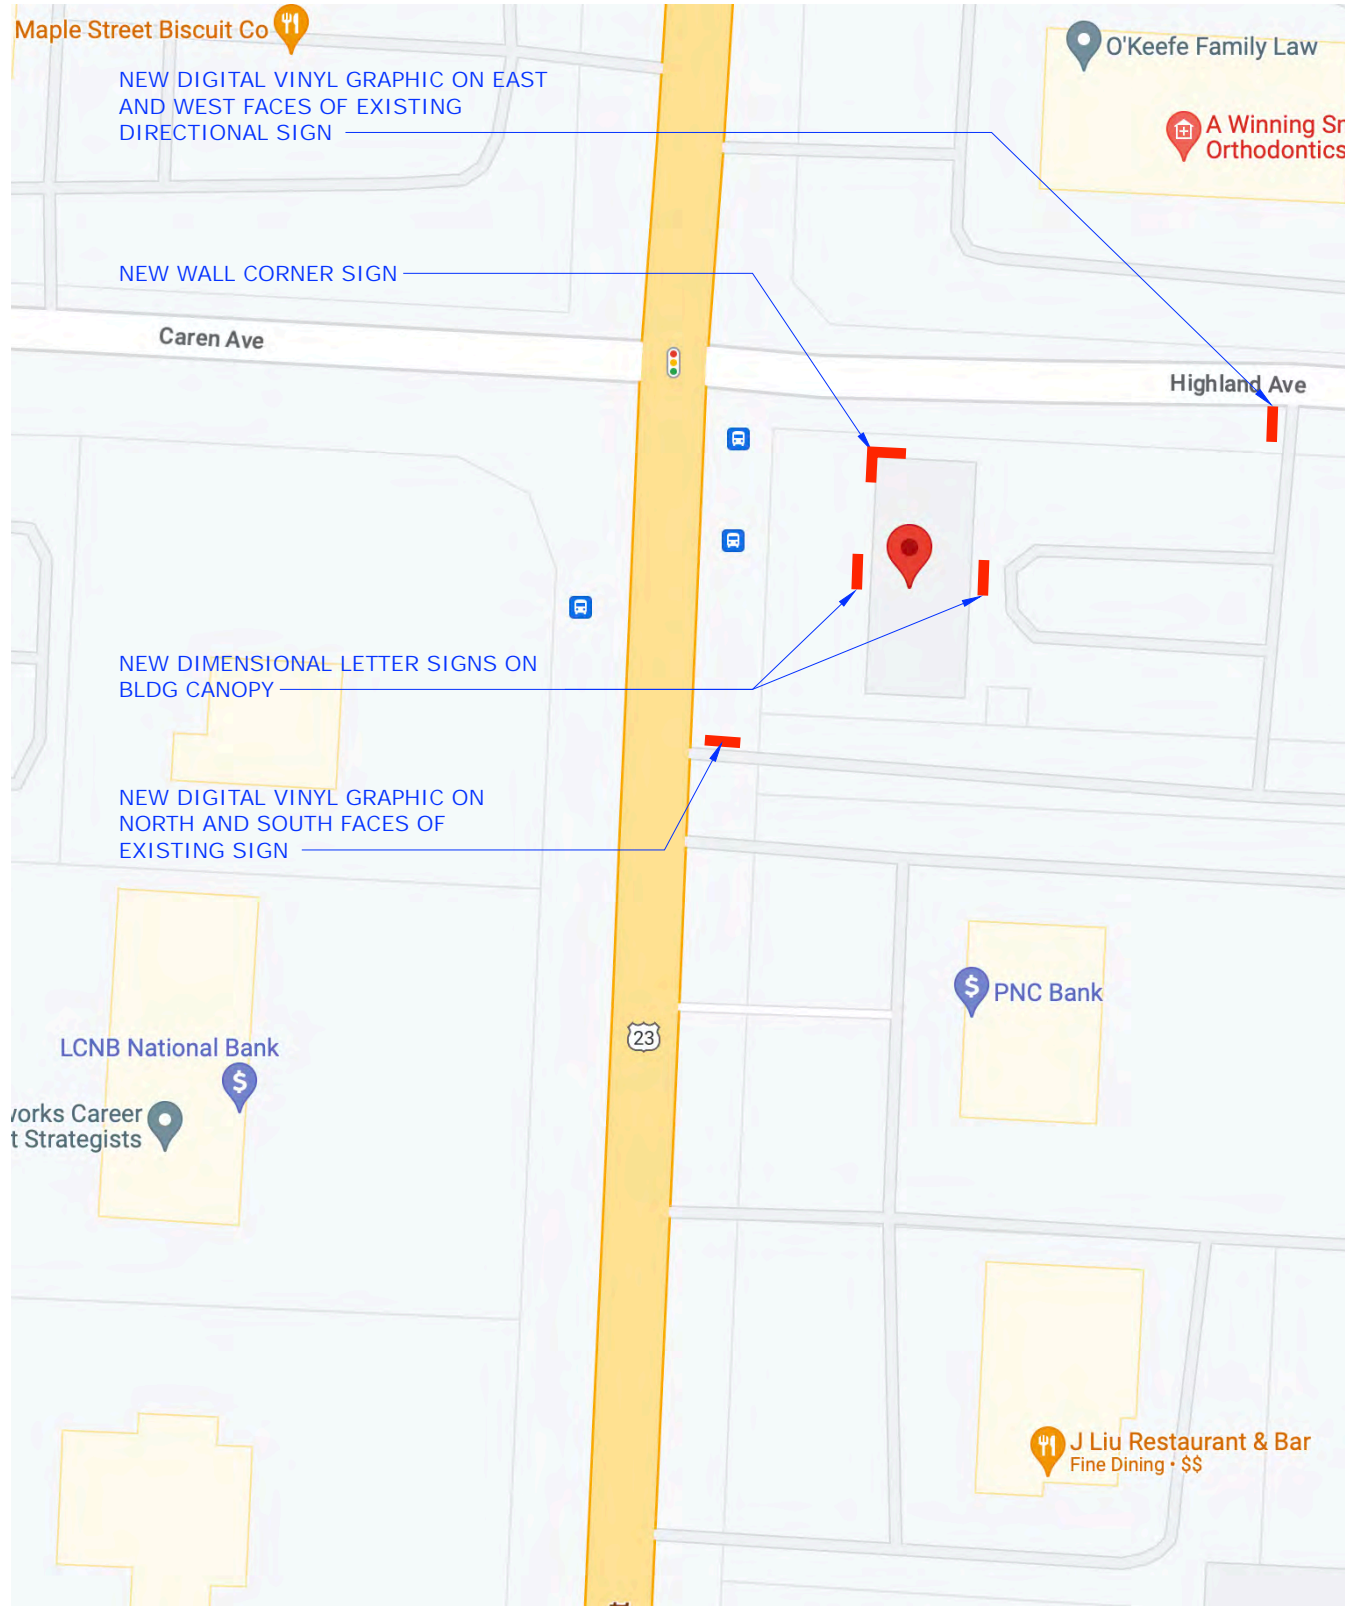 Maple Street Biscuit Co
O'Keefe Family Law
NEW DIGITAL VINYL GRAPHIC ON EAST
AND WEST FACES OF EXISTING
DIRECTIONAL SIGN
A Winning
Orthodontics
NEW WALL CORNER SIGN
Caren Ave
Highland Ave
NEW DIMENSIONAL LETTER SIGNS ON
BLDG CANOPY
NEW DIGITAL VINYL GRAPHIC ON
NORTH AND SOUTH FACES OF
EXISTING SIGN
PNC Bank
23
LCNB National Bank
Career
Strategists
J Liu Restaurant & Bar
Fine Dining • $$